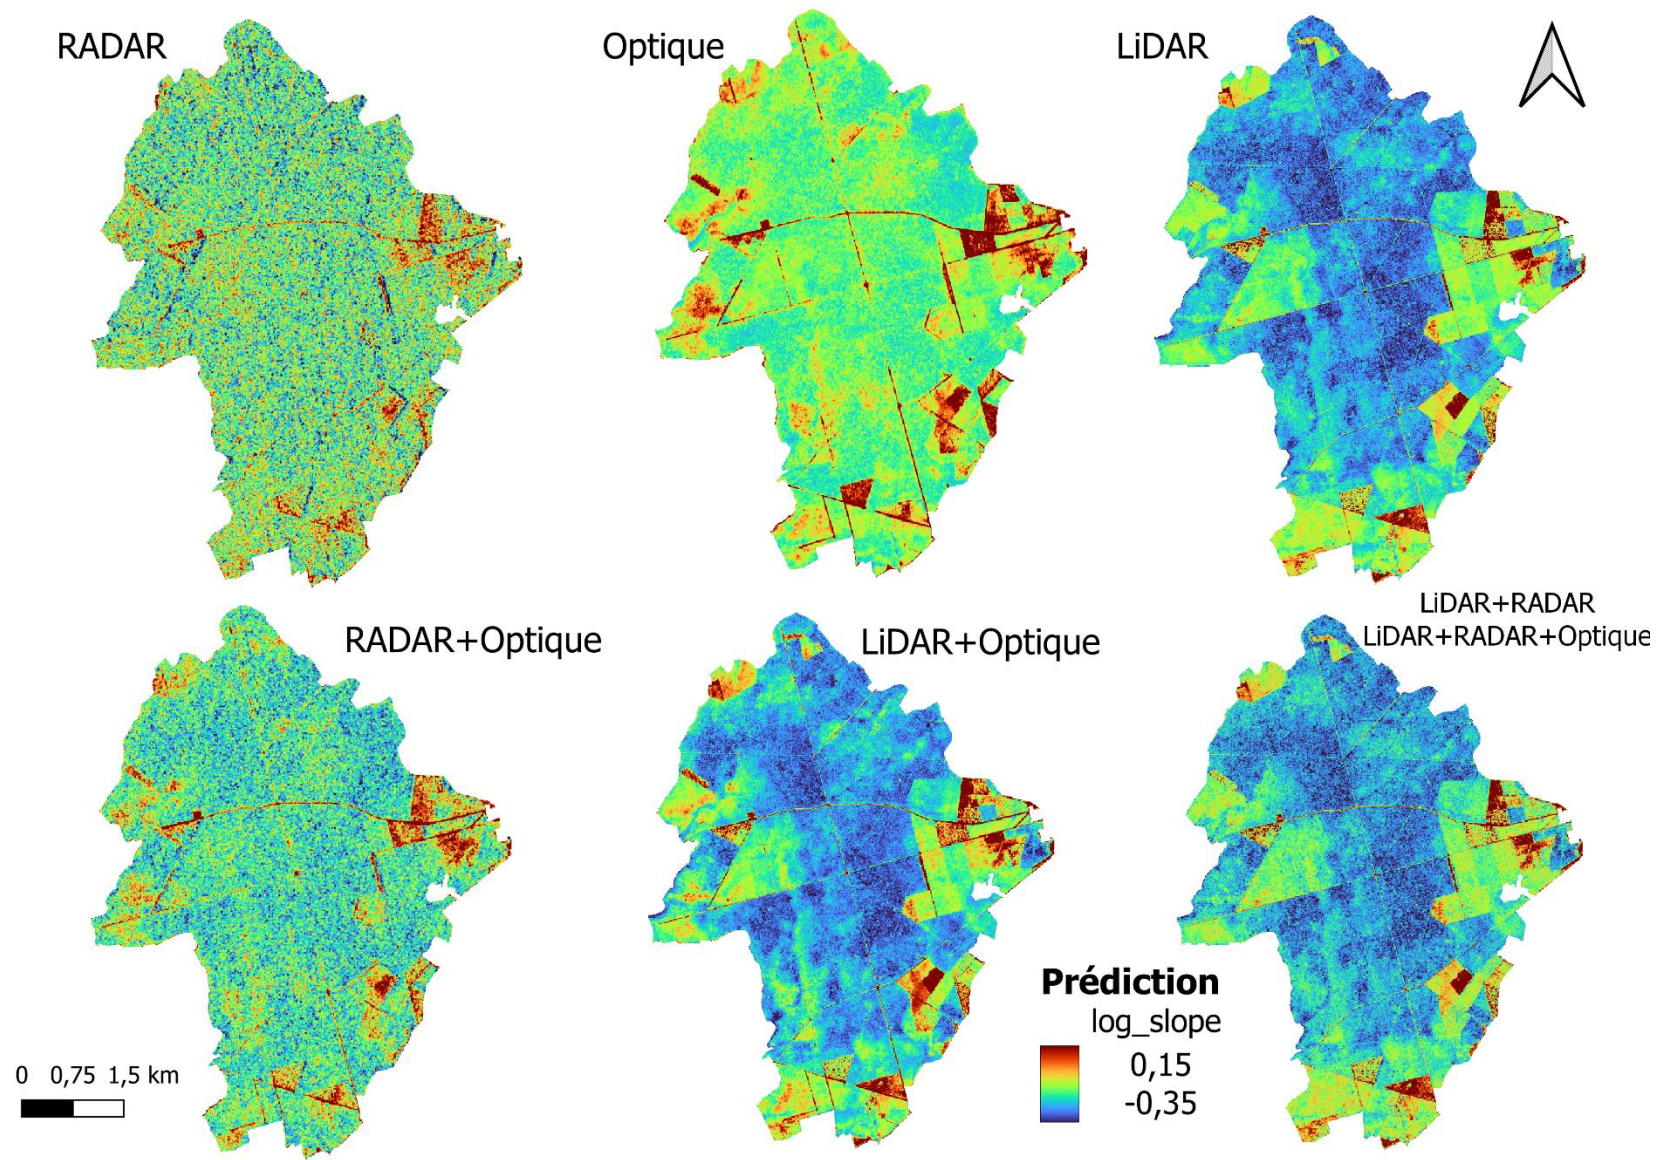 RADAR
Optique
LiDAR
RADAR+Optique
LiDAR+Optique
LiDAR+RADAR
LiDAR+RADAR+Optique
Prédiction
log_slope
0,15
-0,35
0 0,75 1,5 km